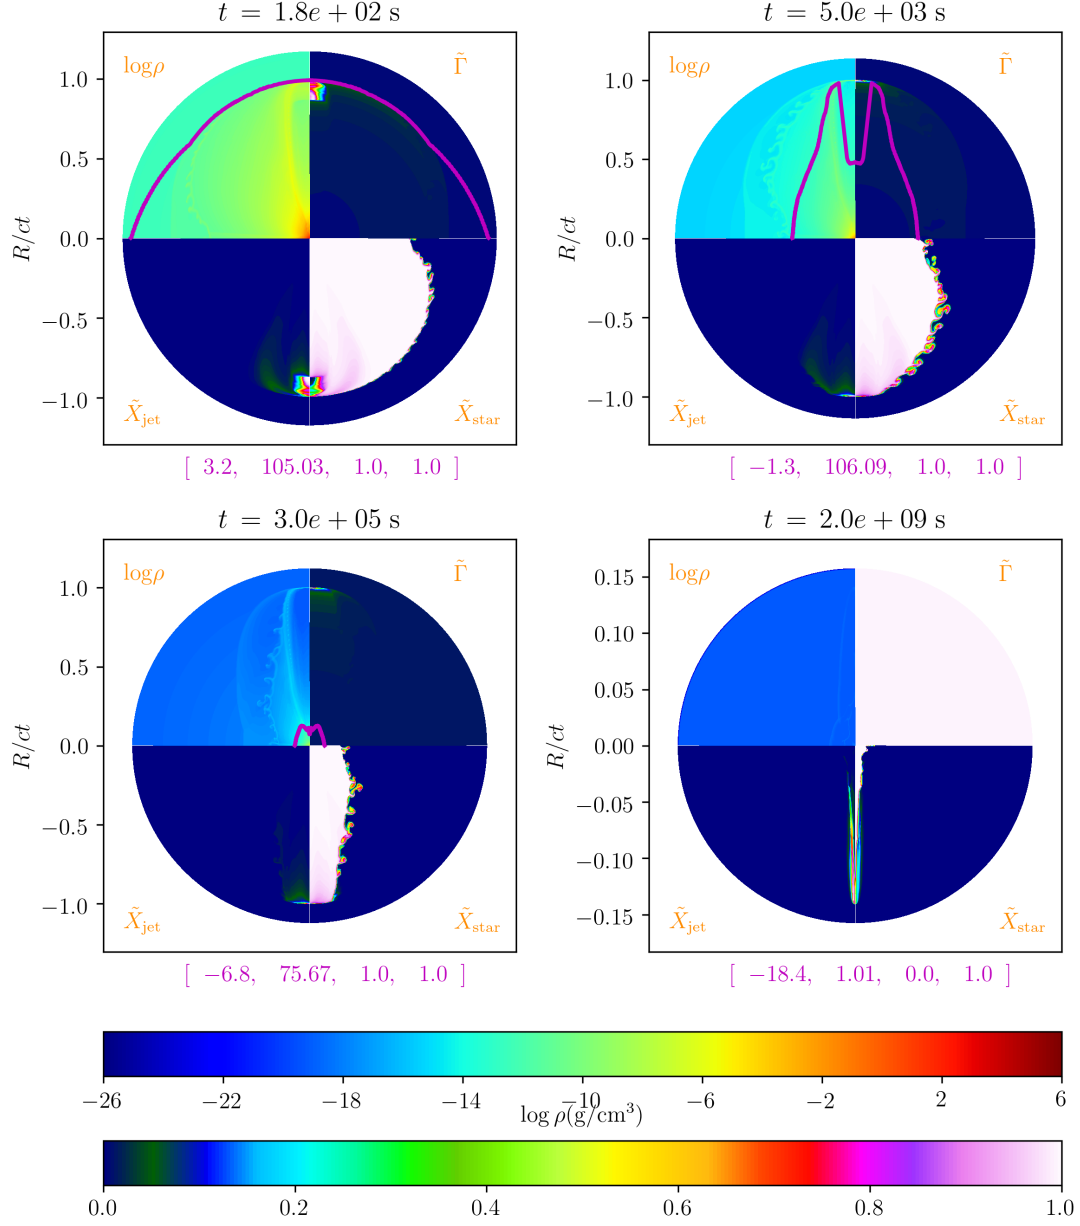 t = 1.8e + 02 s
t = 5.0e + 03 s
logρ Γ̃
logρ Γ̃
1.0
0.5
0.0
−0.5
−1.0
R/ct
1.0
0.5
0.0
−0.5
−1.0
R/ct
X̃jet X̃star
X̃jet X̃star
[ 3.2, 105.03, 1.0, 1.0 ]
[ −1.3, 106.09, 1.0, 1.0 ]
t = 3.0e + 05 s
t = 2.0e + 09 s
logρ Γ̃
logρ Γ̃
1.0
0.5
0.0
−0.5
−1.0
R/ct
0.15
0.10
0.05
0.00
−0.05
−0.10
−0.15
R/ct
X̃jet X̃star
X̃jet X̃star
[ −6.8, 75.67, 1.0, 1.0 ]
[ −18.4, 1.01, 0.0, 1.0 ]
−26 −22 −18 −14 −10 −6 −2 2 6
log ρ(g/cm³)
0.0 0.2 0.4 0.6 0.8 1.0